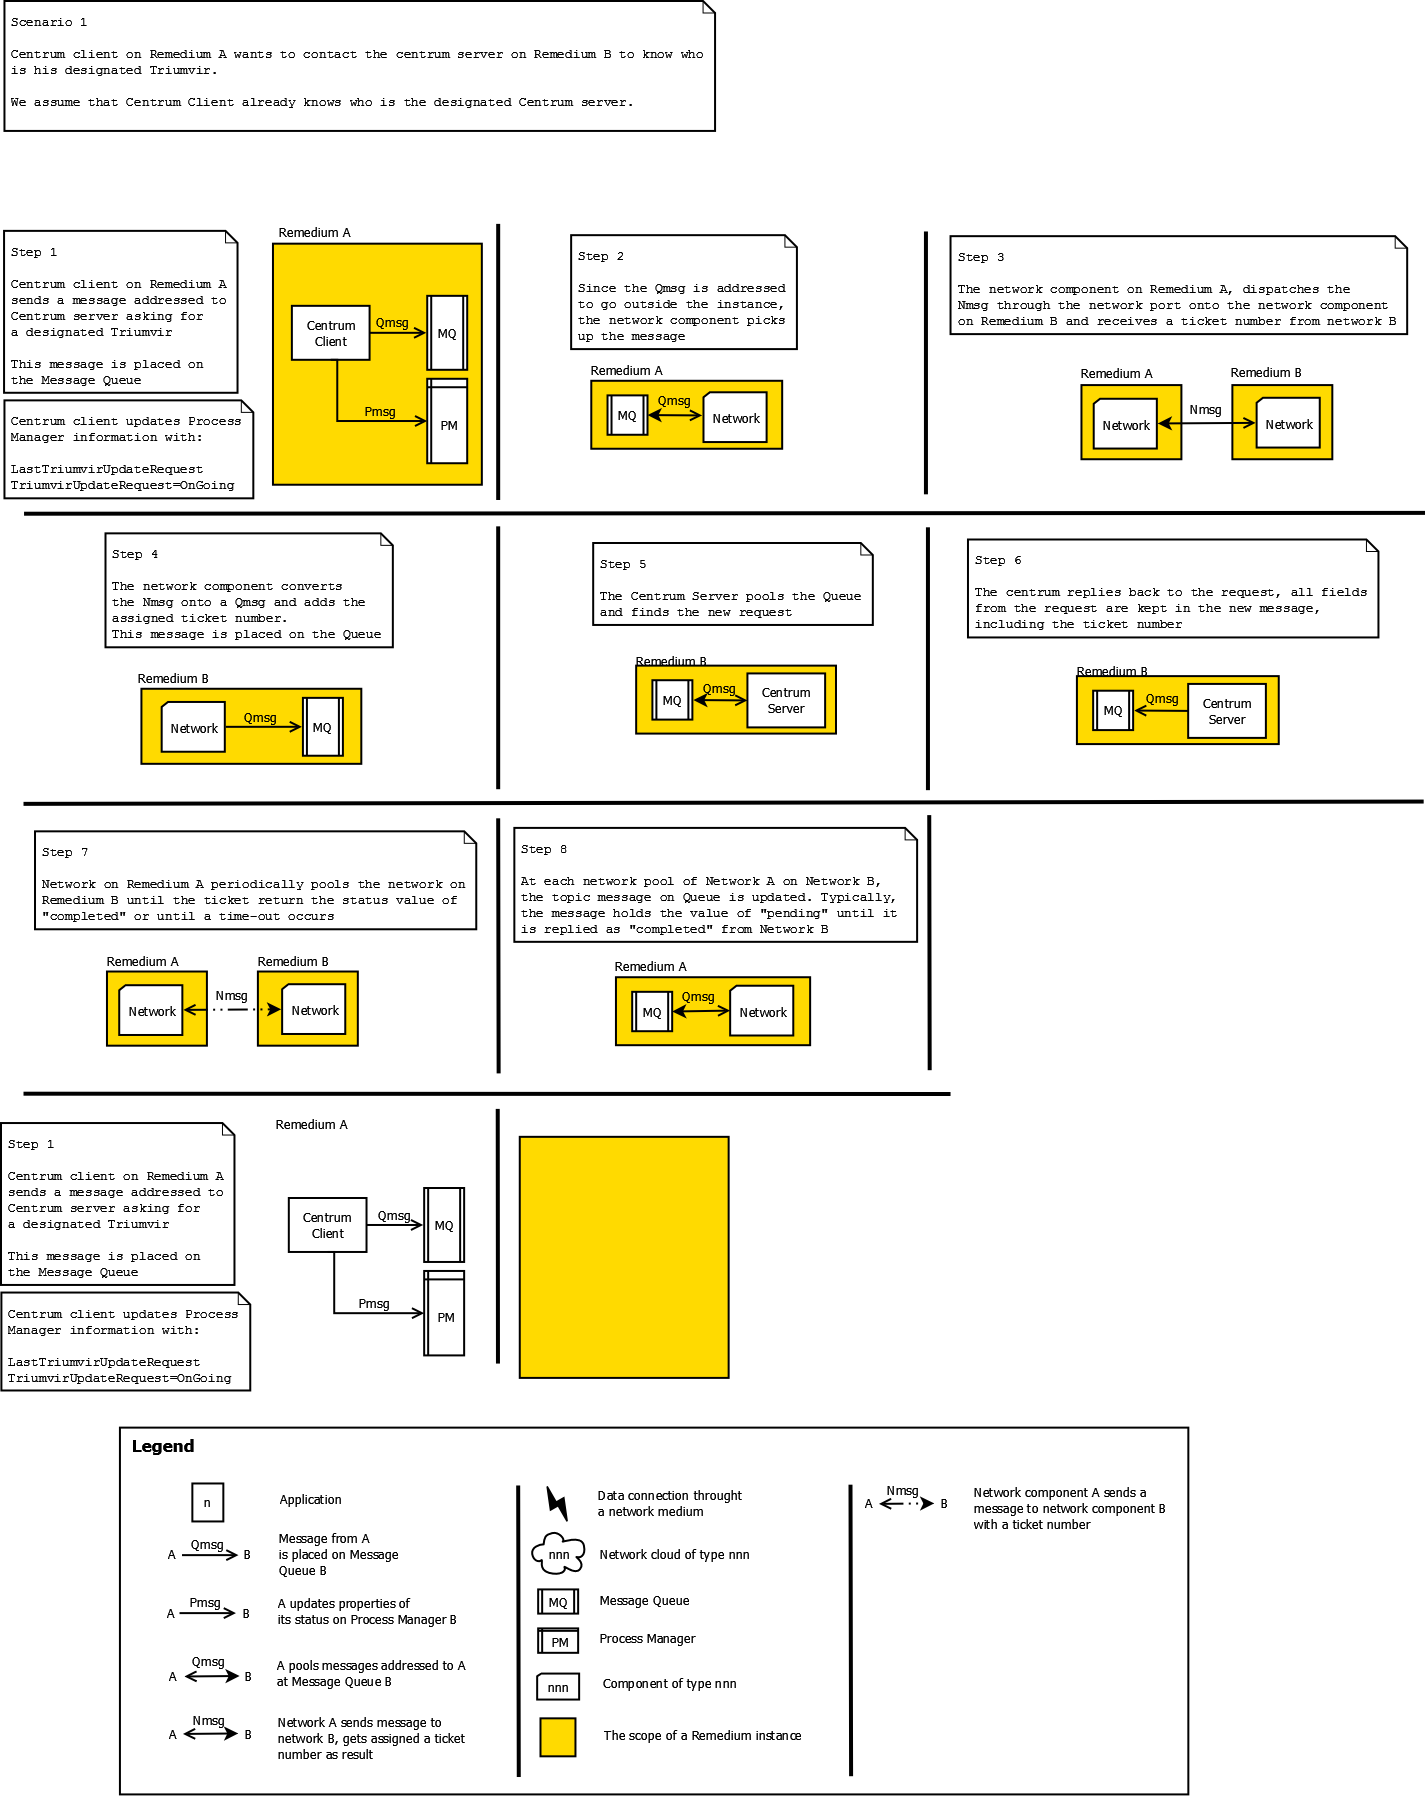 Scenario 1
Centrum client on Remedium A wants to contact the centrum server on Remedium B to know who
is his designated Triumvir.
We assume that Centrum Client already knows who is the designated Centrum server.
Step 1
Centrum client on Remedium A
sends a message addressed to
Centrum server asking for
a designated Triumvir
This message is placed on
the Message Queue
Centrum client updates Process
Manager information with:
LastTriumvirUpdateRequest
TriumvirUpdateRequest=OnGoing
Remedium A
Centrum
Client
Qmsg
MQ
Pmsg
PM
Step 2
Since the Qmsg is addressed
to go outside the instance,
the network component picks
up the message
Remedium A
MQ
Qmsg
Network
Step 3
The network component on Remedium A, dispatches the
Nmsg through the network port onto the network component
on Remedium B and receives a ticket number from network B
Remedium A
Remedium B
Network
Nmsg
Network
Step 4
The network component converts
the Nmsg onto a Qmsg and adds the
assigned ticket number.
This message is placed on the Queue
Remedium B
Network
Qmsg
MQ
Step 5
The Centrum Server pools the Queue
and finds the new request
Remedium B
MQ
Qmsg
Centrum
Server
Step 6
The centrum replies back to the request, all fields
from the request are kept in the new message,
including the ticket number
Remedium B
MQ
Qmsg
Centrum
Server
Step 7
Network on Remedium A periodically pools the network on
Remedium B until the ticket return the status value of
"completed" or until a time-out occurs
Remedium A
Remedium B
Network
Nmsg
Network
Step 8
At each network pool of Network A on Network B,
the topic message on Queue is updated. Typically,
the message holds the value of "pending" until it
is replied as "completed" from Network B
Remedium A
MQ
Qmsg
Network
Step 1
Centrum client on Remedium A
sends a message addressed to
Centrum server asking for
a designated Triumvir
This message is placed on
the Message Queue
Centrum client updates Process
Manager information with:
LastTriumvirUpdateRequest
TriumvirUpdateRequest=OnGoing
Remedium A
Centrum
Client
Qmsg
MQ
Pmsg
PM
Legend
n
Application
A Qmsg B
Message from A
is placed on Message
Queue B
A Pmsg B
A updates properties of
its status on Process Manager B
A Qmsg B
A pools messages addressed to A
at Message Queue B
A Nmsg B
Network A sends message to
network B, gets assigned a ticket
number as result
Data connection throught
a network medium
nnn
Network cloud of type nnn
MQ
Message Queue
PM
Process Manager
nnn
Component of type nnn
The scope of a Remedium instance
A Nmsg B
Network component A sends a
message to network component B
with a ticket number